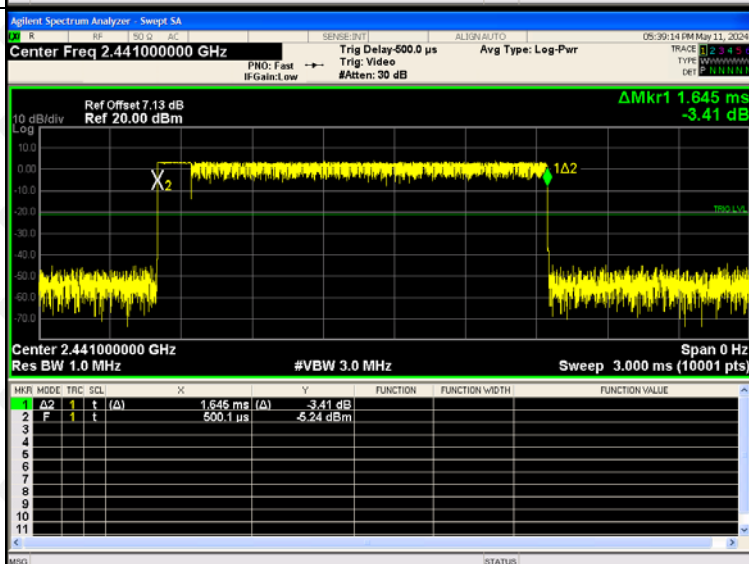 Agilent Spectrum Analyzer - Swept SA
LXI R RF 50 Ω AC SENSE:INT ALIGNAUTO 05:39:14 PM May 11, 2024
Center Freq 2.441000000 GHz Trig Delay-500.0 µs Avg Type: Log-Pwr TRACE 1 2 3 4 5 6
PNO: Fast Trig: Video TYPE WWWWWW
IFGain:Low #Atten: 30 dB DET P N N N N N
ΔMkr1 1.645 ms
Ref Offset 7.13 dB
10 dB/div Ref 20.00 dBm -3.41 dB
Log
10.0
0.00 1Δ2
X2
-10.0
-20.0 TRIG LVL
-30.0
-40.0
-50.0
-60.0
-70.0
Center 2.441000000 GHz Span 0 Hz
Res BW 1.0 MHz #VBW 3.0 MHz Sweep 3.000 ms (10001 pts)
MKR MODE TRC SCL X Y FUNCTION FUNCTION WIDTH FUNCTION VALUE
1 Δ2 1 t (Δ) 1.645 ms (Δ) -3.41 dB
2 F 1 t 500.1 µs -5.24 dBm
3
4
5
6
7
8
9
10
11
MSG STATUS